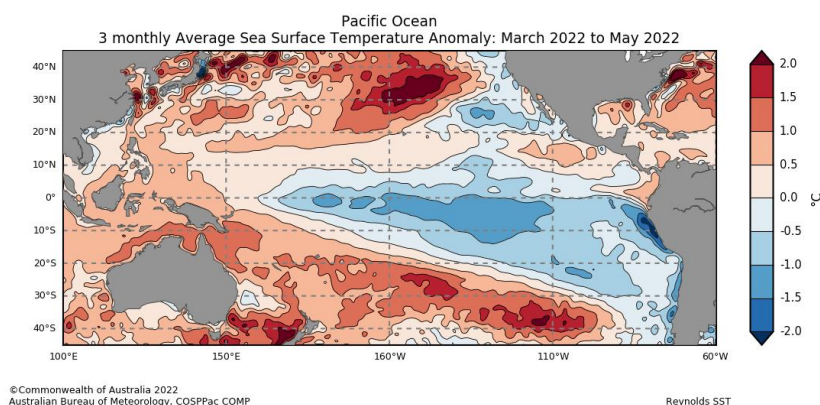 Pacific Ocean
3 monthly Average Sea Surface Temperature Anomaly: March 2022 to May 2022
40°N
30°N
20°N
10°N
0°
10°S
20°S
30°S
40°S
100°E
150°E
160°W
110°W
60°W
2.0
1.5
1.0
0.5
0.0
-0.5
-1.0
-1.5
-2.0
°C
©Commonwealth of Australia 2022
Australian Bureau of Meteorology, COSPPac COMP
Reynolds SST